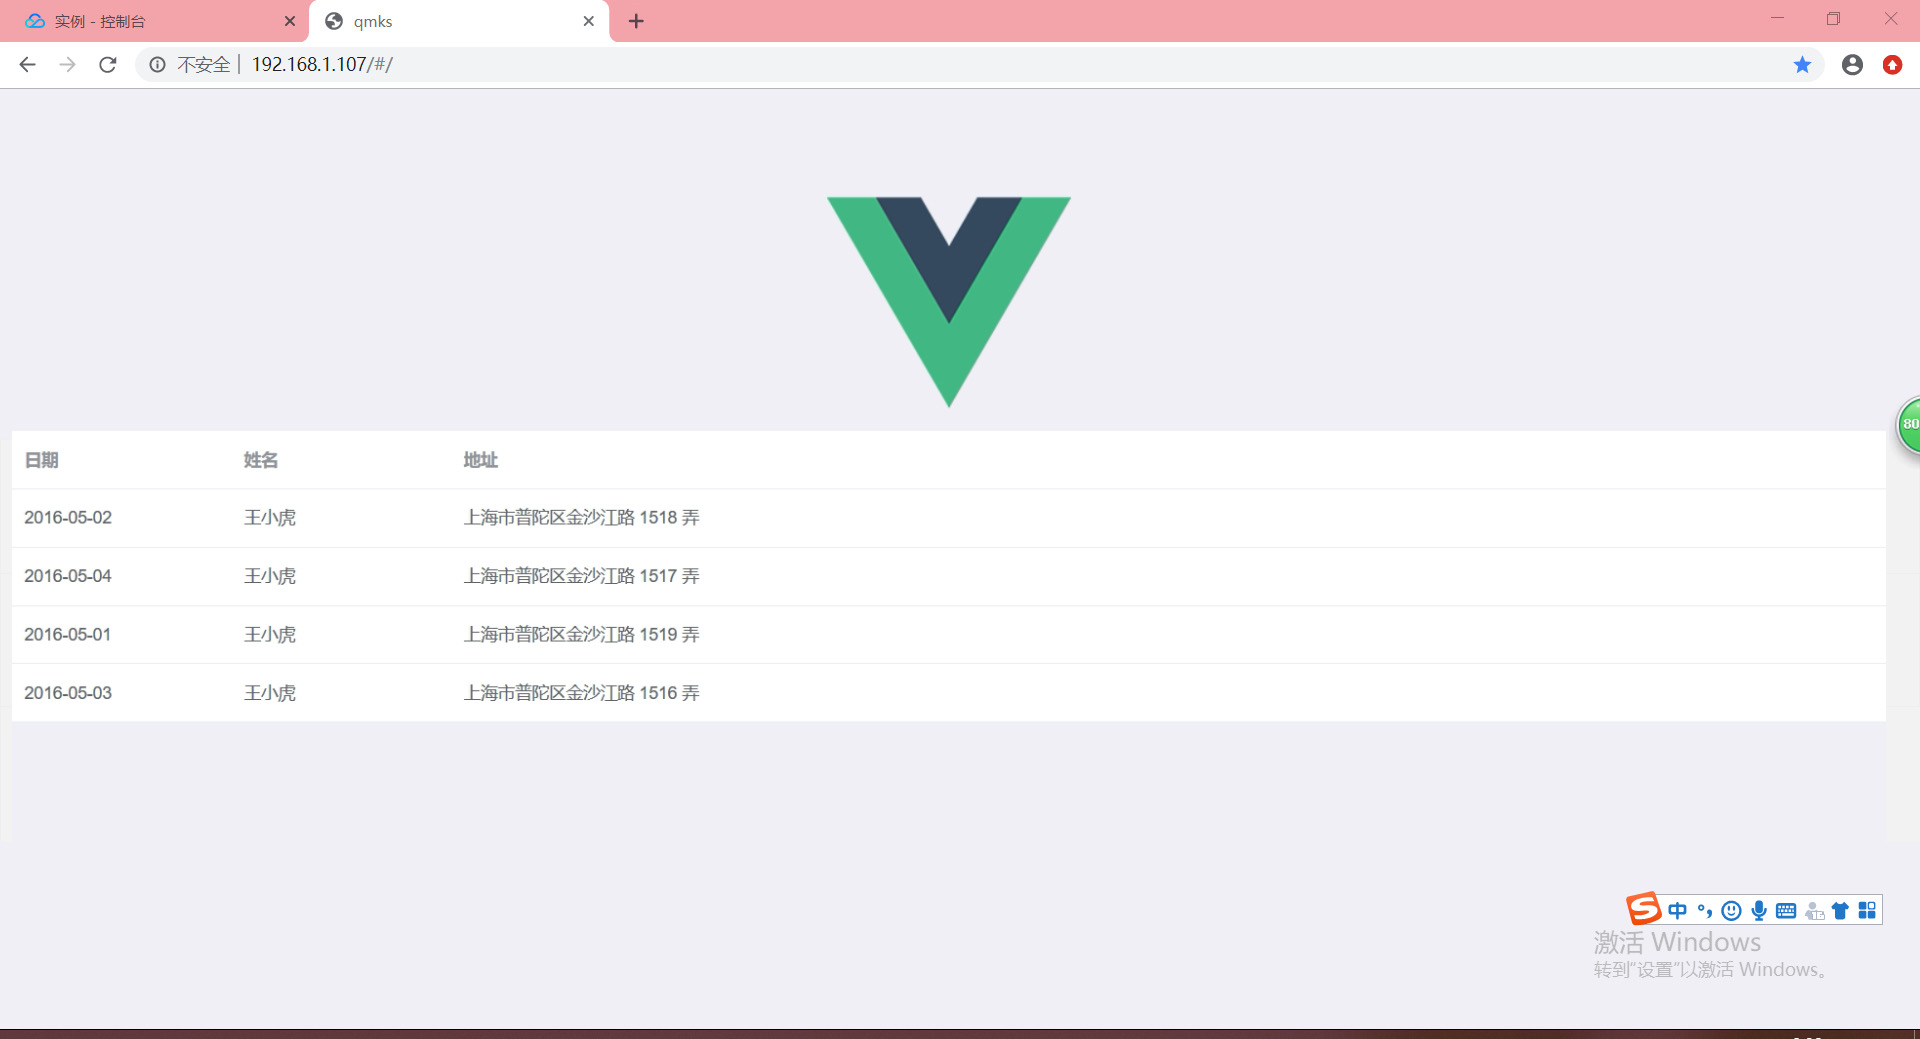 实例 - 控制台
qmks
不安全 192.168.1.107/#/
80
日期 姓名 地址
2016-05-02 王小虎 上海市普陀区金沙江路 1518 弄
2016-05-04 王小虎 上海市普陀区金沙江路 1517 弄
2016-05-01 王小虎 上海市普陀区金沙江路 1519 弄
2016-05-03 王小虎 上海市普陀区金沙江路 1516 弄
S 中 °,
激活 Windows
转到“设置”以激活 Windows。